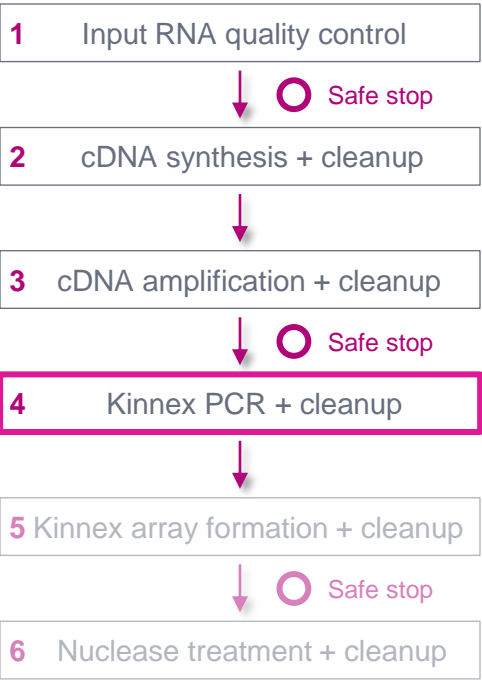 1 Input RNA quality control
Safe stop
2 cDNA synthesis + cleanup
3 cDNA amplification + cleanup
Safe stop
4 Kinnex PCR + cleanup
5 Kinnex array formation + cleanup
Safe stop
6 Nuclease treatment + cleanup